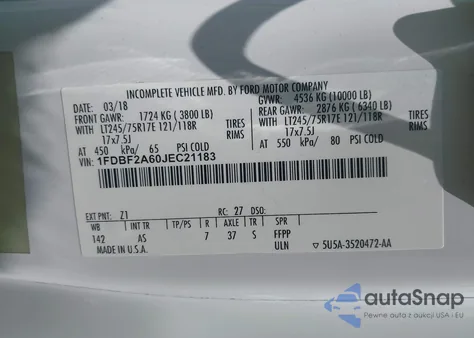 INCOMPLETE VEHICLE MFD. BY FORD MOTOR COMPANY
03/18 GVWR: 4536 KG (10000 LB)
FRONT GAWR: 1724 KG (3800 LB) REAR GAWR: 2876 KG (6340 LB)
WITH LT245/75R17E 121/118R TIRES WITH LT245/75R17E 121/118R TIRES
17x7.5J RIMS 17x7.5J RIMS
AT 450 kPa/ 65 PSI COLD AT 550 kPa/ 80 PSI COLD
VIN: 1FDBF2A60JEC21183
EXT PNT: Z1 RC: 27 DSO:
WB INT TR TP/PS R AX TR SPR
142 AS 7 37 S FFPP
MADE IN U.S.A. ULN 5U5A-3520472-AA
autoSnap
Pewne auta z aukcji USA - EU